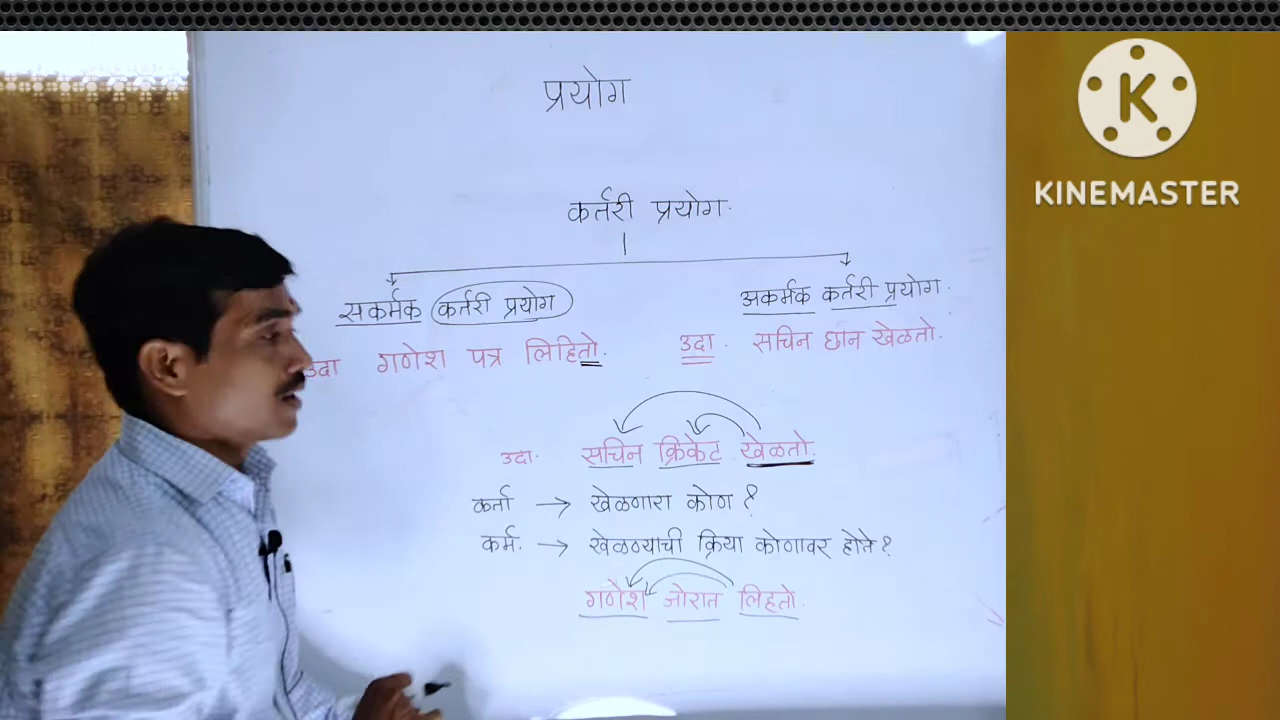 प्रयोग
कर्तरी प्रयोग.
सकर्मक कर्तरी प्रयोग
अकर्मक कर्तरी प्रयोग.
उदा गणेश पत्र लिहितो.
उदा. सचिन छान खेळतो.
उदा. सचिन क्रिकेट खेळतो.
कर्ता → खेळणारा कोण ?
कर्म. → खेळण्याची क्रिया कोणावर होते ?
गणेश जोरात लिहतो.
K
KINEMASTER